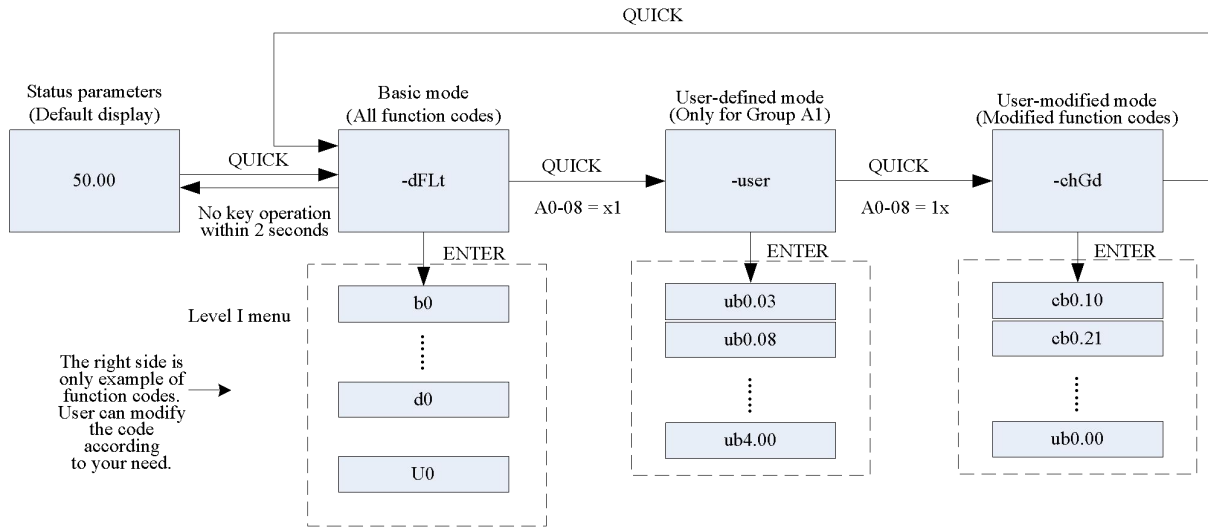 QUICK
Status parameters
(Default display)
Basic mode
(All function codes)
User-defined mode
(Only for Group A1)
User-modified mode
(Modified function codes)
50.00
QUICK
-dFLt
QUICK
-user
QUICK
-chGd
No key operation
within 2 seconds
A0-08 = x1
A0-08 = 1x
ENTER
ENTER
ENTER
Level I menu
b0
d0
U0
ub0.03
ub0.08
ub4.00
cb0.10
cb0.21
ub0.00
The right side is
only example of
function codes.
User can modify
the code
according
to your need.